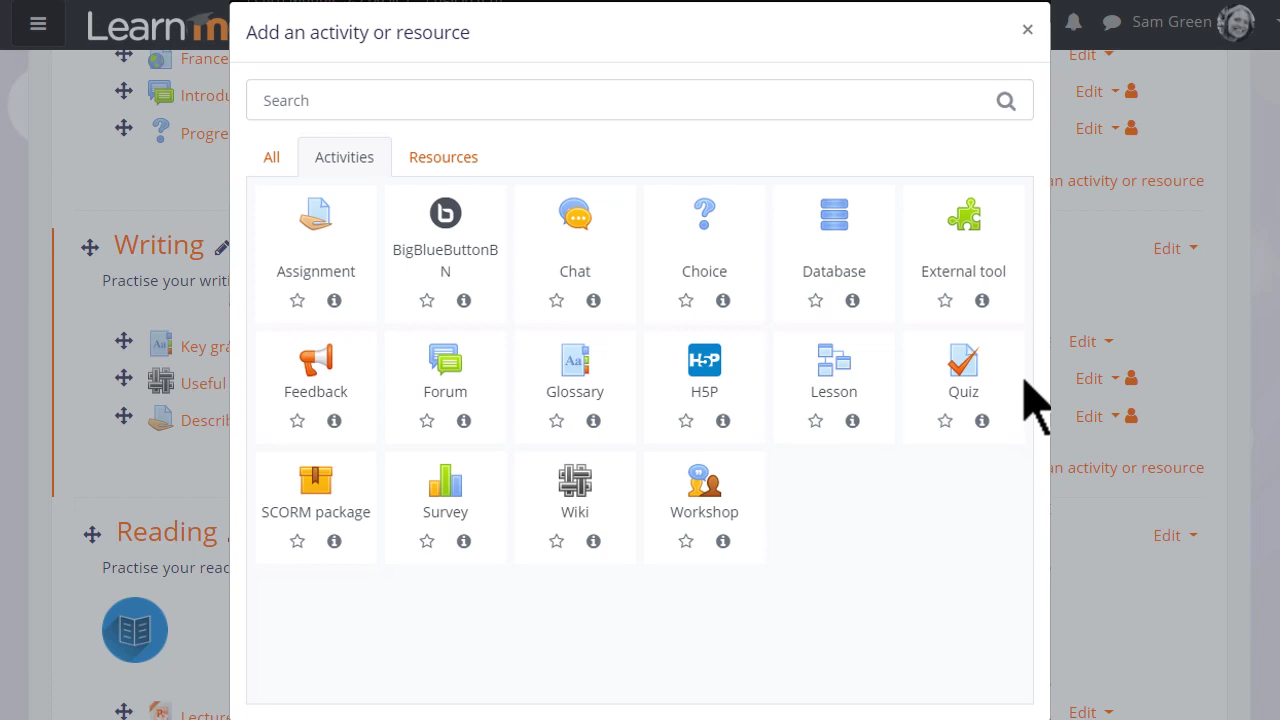 Learn
Add an activity or resource
Sam Green
Search
France
Edit
Introdu
Edit
Progre
Edit
All
Activities
Resources
an activity or resource
Assignment
BigBlueButtonB
N
Chat
Choice
Database
External tool
Writing
Edit
Practise your writi
Feedback
Forum
Glossary
H5P
H5P
Lesson
Quiz
Key gra
Edit
Useful
Edit
Describ
Edit
an activity or resource
SCORM package
Survey
Wiki
Workshop
Reading
Edit
Practise your read
Lecture
Edit